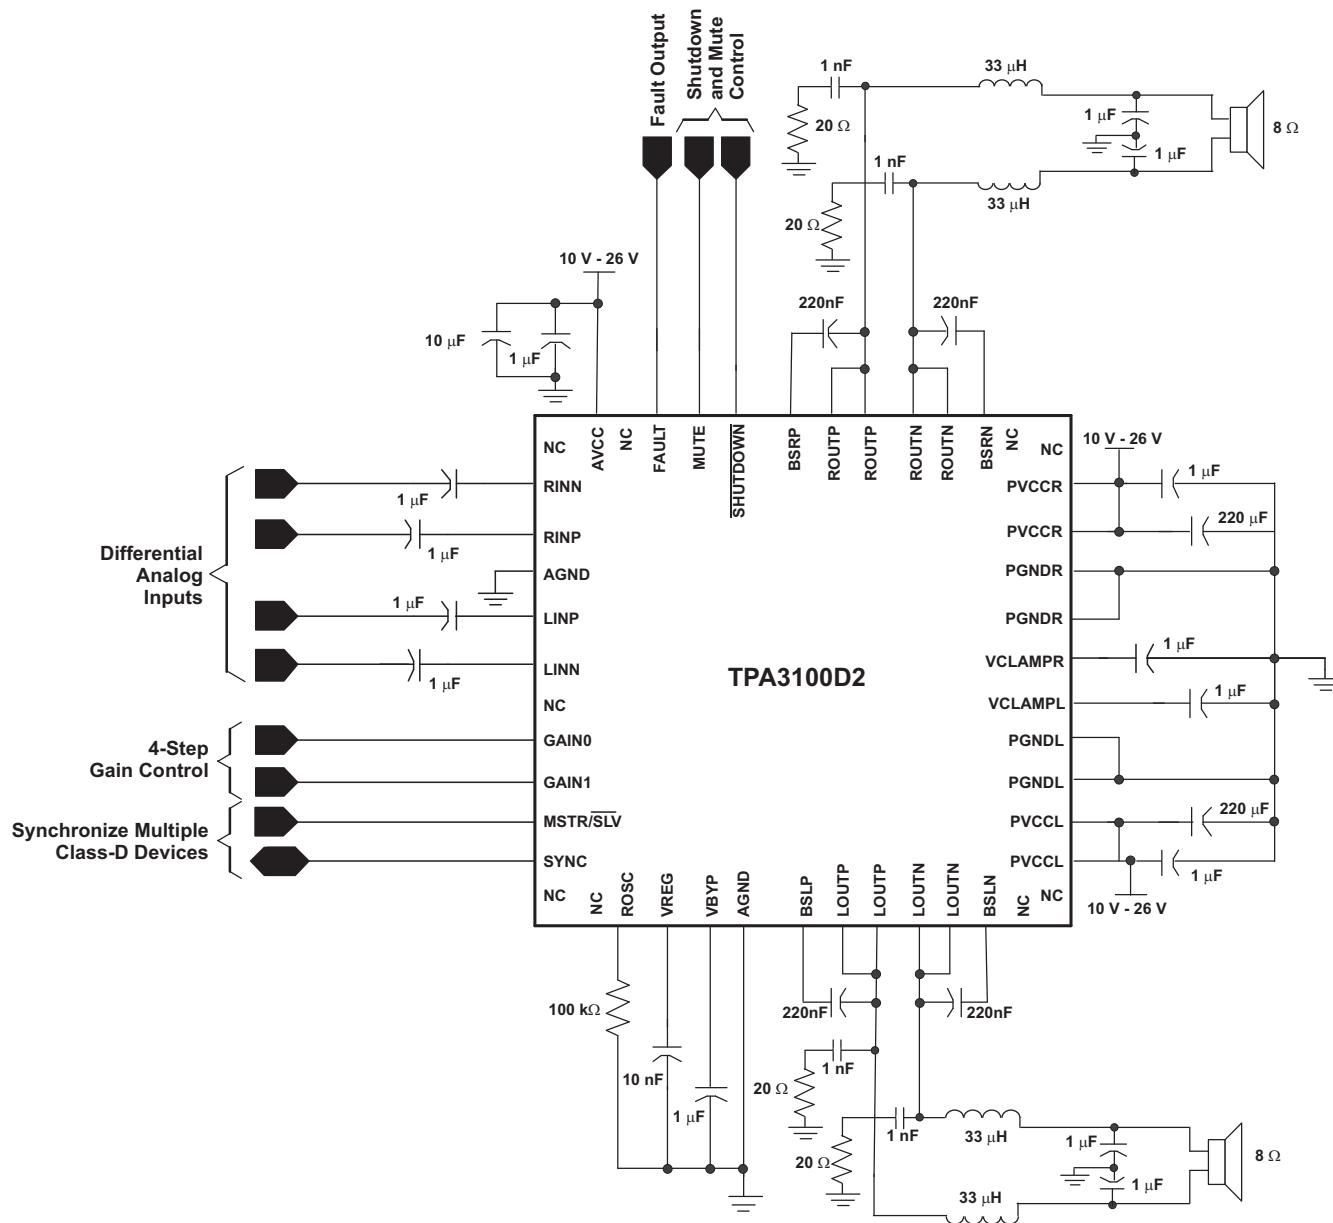 Fault Output
Shutdown
and Mute
Control
1 nF
33 μH
20 Ω
1 μF
8 Ω
1 nF
1 μF
20 Ω
33 μH
10 V - 26 V
10 μF
1 μF
220nF
220nF
NC
AVCC
NC
FAULT
MUTE
SHUTDOWN
BSRP
ROUTP
ROUTP
ROUTN
ROUTN
BSRN
NC
NC
10 V - 26 V
Differential
Analog
Inputs
1 μF
RINN
1 μF
RINP
AGND
1 μF
LINP
1 μF
LINN
NC
4-Step
Gain Control
GAIN0
GAIN1
Synchronize Multiple
Class-D Devices
MSTR/SLV
SYNC
NC
TPA3100D2
PVCCR
1 μF
PVCCR
220 μF
PGNDR
PGNDR
VCLAMPR
1 μF
VCLAMPL
1 μF
PGNDL
PGNDL
PVCCL
220 μF
PVCCL
1 μF
NC
10 V - 26 V
NC
ROSC
VREG
VBYP
AGND
BSLP
LOUTP
LOUTP
LOUTN
LOUTN
BSLN
NC
100 kΩ
10 nF
1 μF
220nF
220nF
1 nF
20 Ω
1 nF
33 μH
20 Ω
1 μF
8 Ω
1 μF
33 μH